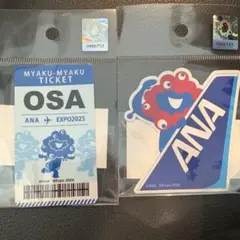 MYAKU-MYAKU
TICKET
OSA
ANA ✈ EXPO2025
ANA